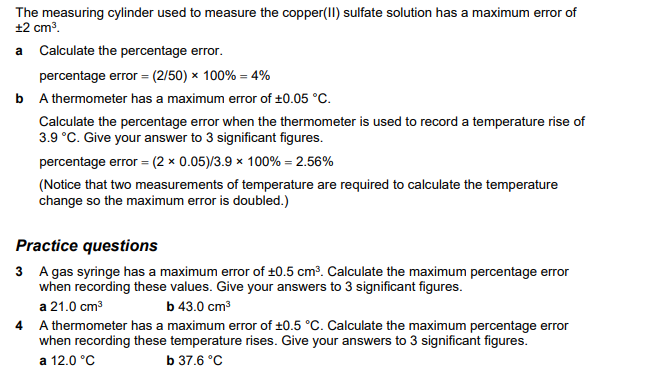 The measuring cylinder used to measure the copper(II) sulfate solution has a maximum error of
±2 cm³.
a Calculate the percentage error.
percentage error = (2/50) × 100% = 4%
b A thermometer has a maximum error of ±0.05 °C.
Calculate the percentage error when the thermometer is used to record a temperature rise of
3.9 °C. Give your answer to 3 significant figures.
percentage error = (2 × 0.05)/3.9 × 100% = 2.56%
(Notice that two measurements of temperature are required to calculate the temperature
change so the maximum error is doubled.)
Practice questions
3 A gas syringe has a maximum error of ±0.5 cm³. Calculate the maximum percentage error
when recording these values. Give your answers to 3 significant figures.
a 21.0 cm³ b 43.0 cm³
4 A thermometer has a maximum error of ±0.5 °C. Calculate the maximum percentage error
when recording these temperature rises. Give your answers to 3 significant figures.
a 12.0 °C b 37.6 °C